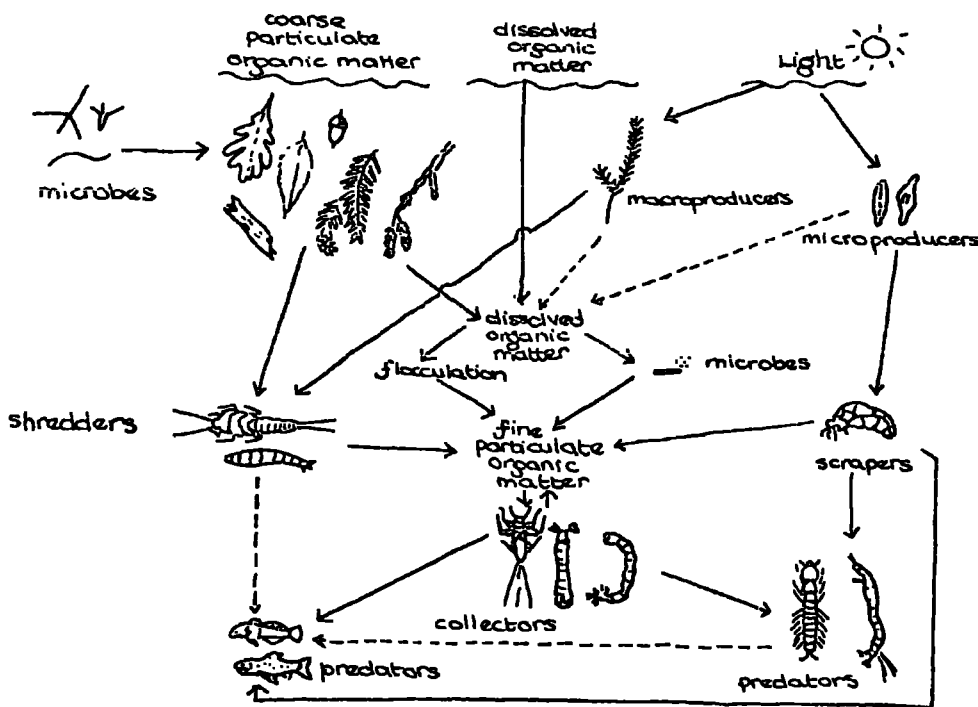 coarse
particulate
organic matter
dissolved
organic
matter
Light
microbes
macroproducers
microproducers
dissolved
organic
matter
flocculation
microbes
shredders
fine
particulate
organic
matter
scrapers
collectors
predators
predators